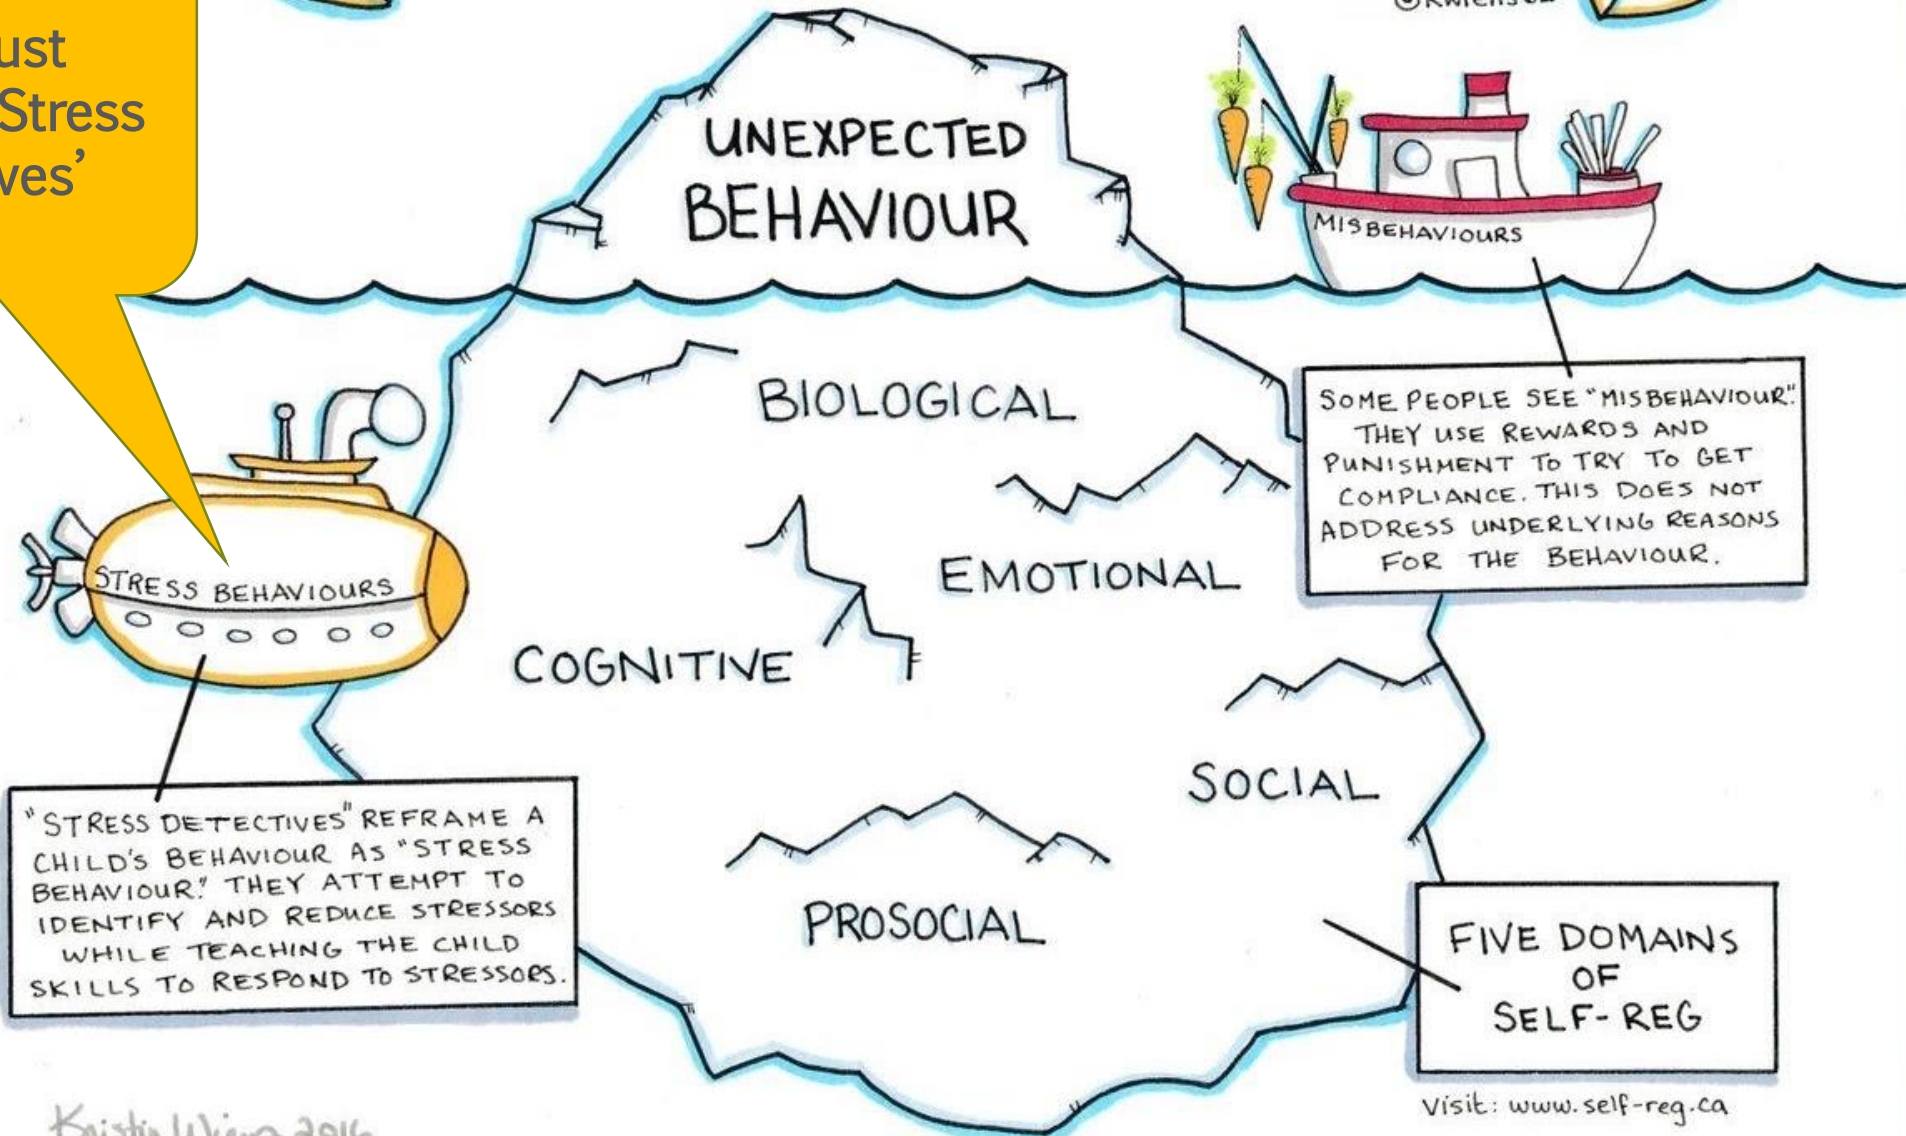 ust
Stress
ves’
UNEXPECTED
BEHAVIOUR
MISBEHAVIOURS
BIOLOGICAL
SOME PEOPLE SEE "MISBEHAVIOUR".
THEY USE REWARDS AND
PUNISHMENT TO TRY TO GET
COMPLIANCE. THIS DOES NOT
ADDRESS UNDERLYING REASONS
FOR THE BEHAVIOUR.
EMOTIONAL
STRESS BEHAVIOURS
COGNITIVE
SOCIAL
"STRESS DETECTIVES" REFRAME A
CHILD'S BEHAVIOUR AS "STRESS
BEHAVIOUR." THEY ATTEMPT TO
IDENTIFY AND REDUCE STRESSORS
WHILE TEACHING THE CHILD
SKILLS TO RESPOND TO STRESSORS.
PROSOCIAL
FIVE DOMAINS
OF
SELF-REG
Visit: www.self-reg.ca
Kristin Wiens 2016